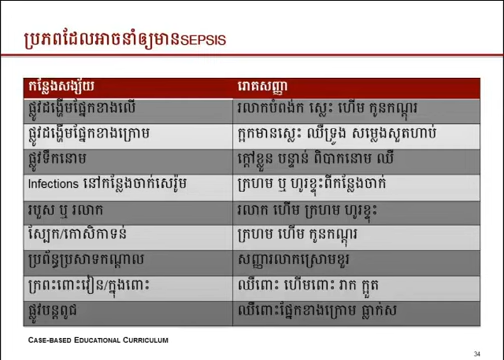 ប្រភពដែលអាចនាំឲ្យមានSEPSIS
កន្លែងសង្ស័យ រោគសញ្ញា
ផ្លូវដង្ហើមផ្នែកខាងលើ រលាកបំពង់ក ស្លេះ ហើម កូនកណ្តុរ
ផ្លូវដង្ហើមផ្នែកខាងក្រោម ក្អកមានស្លេះ ឈឺទ្រូង សម្លេងសួតហាប់
ផ្លូវទឹកនោម ក្តៅខ្លួន បន្ទាន់ ពិបាកនោម ឈឺ
Infections នៅកន្លែងចាក់សេរ៉ូម ក្រហម ឬ ហូរខ្ទុះពីកន្លែងចាក់
របួស ឬ រលាក រលាក ហើម ក្រហម ហូរខ្ទុះ
ស្បែក/កោសិកាទន់ ក្រហម ហើម កូនកណ្តុរ
ប្រព័ន្ធប្រសាទកណ្តាល សញ្ញារលាកស្រោមខួរ
ក្រពះពោះវៀន/ក្នុងពោះ ឈឺពោះ ហើមពោះ រាក ក្អួត
ផ្លូវបន្តពូជ ឈឺពោះផ្នែកខាងក្រោម ធ្លាក់ស
CASE-BASED EDUCATIONAL CURRICULUM
34